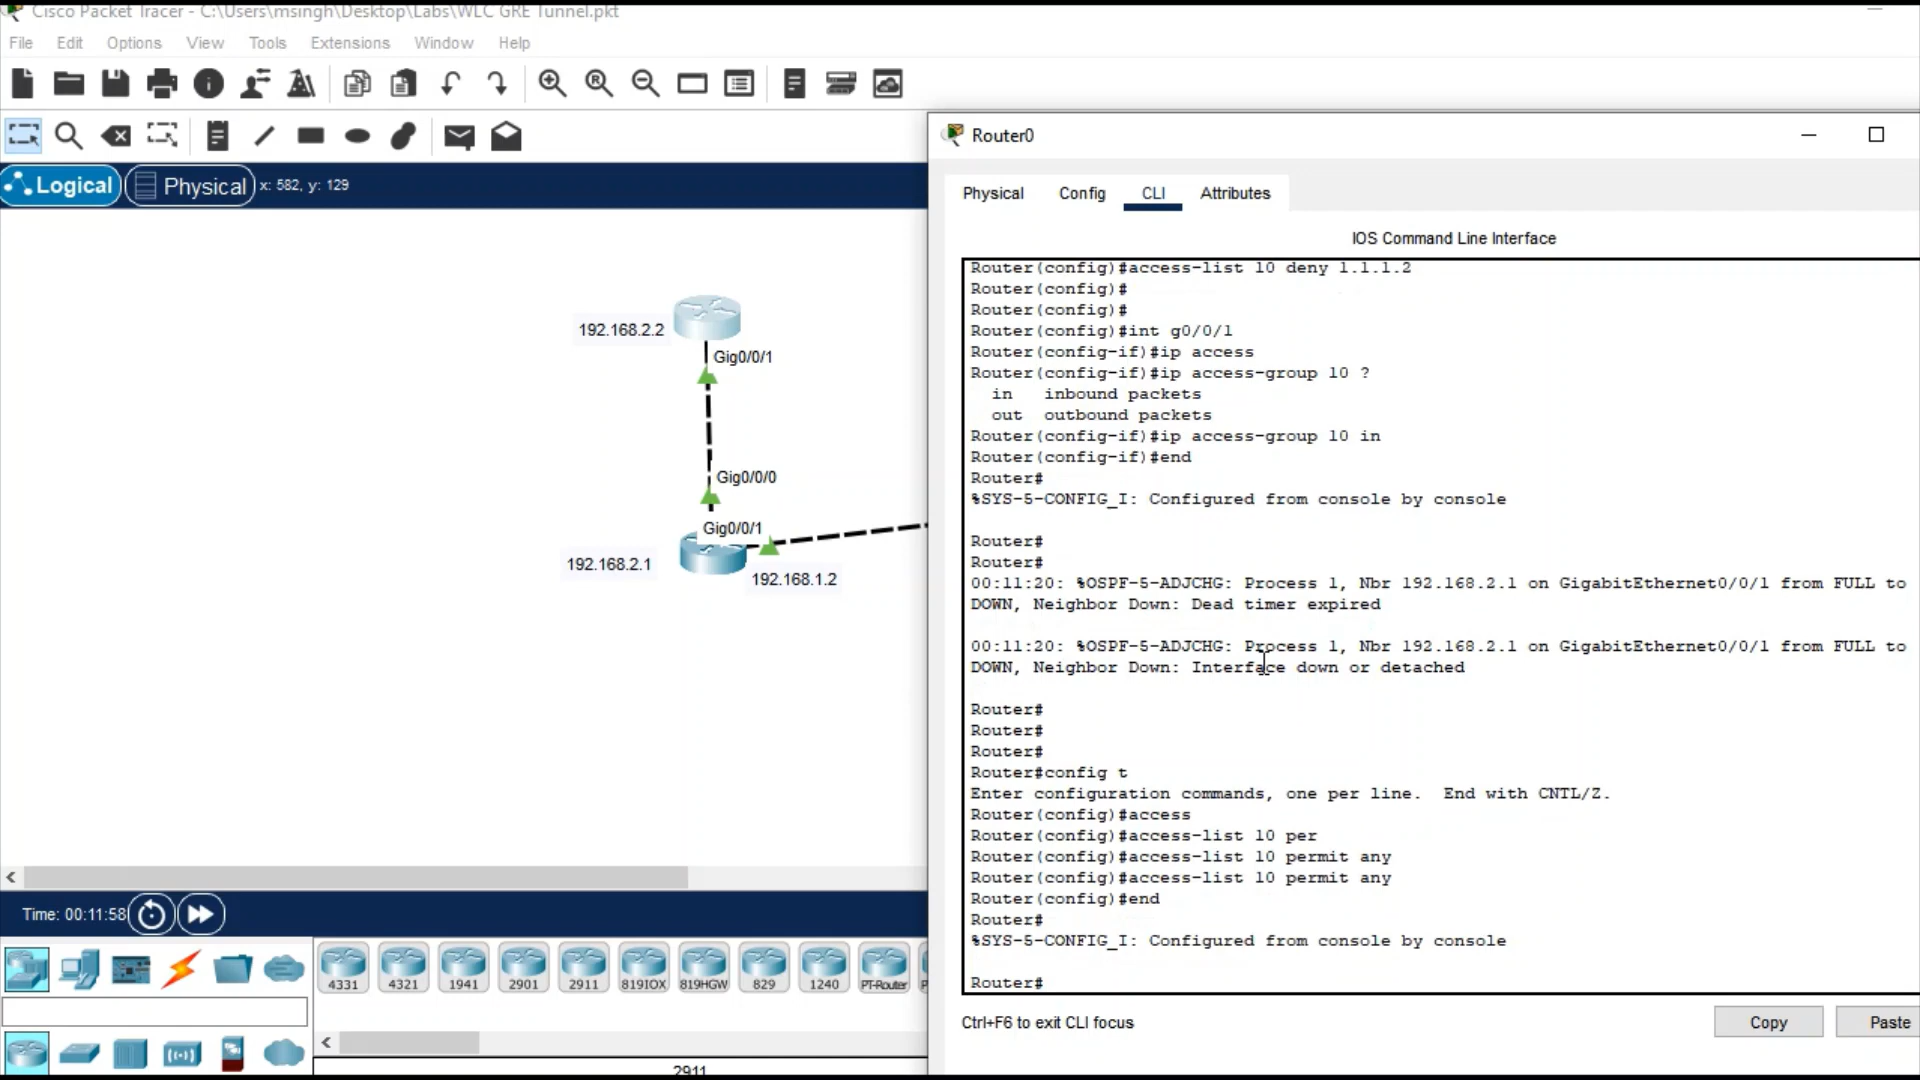 Cisco Packet Tracer - C:\Users\msingh\Desktop\Labs\WLC GRE Tunnel.pkt
File Edit Options View Tools Extensions Window Help
Logical Physical x: 582, y: 129
192.168.2.2
Gig0/0/1
Gig0/0/0
Gig0/0/1
192.168.2.1
192.168.1.2
Time: 00:11:58
4331 4321 1941 2901 2911 819IOX 819HGW 829 1240 PT-Router
2911
Router0
Physical Config CLI Attributes
IOS Command Line Interface
Router(config)#access-list 10 deny 1.1.1.2
Router(config)#
Router(config)#
Router(config)#int g0/0/1
Router(config-if)#ip access
Router(config-if)#ip access-group 10 ?
in inbound packets
out outbound packets
Router(config-if)#ip access-group 10 in
Router(config-if)#end
Router#
%SYS-5-CONFIG_I: Configured from console by console
Router#
Router#
00:11:20: %OSPF-5-ADJCHG: Process 1, Nbr 192.168.2.1 on GigabitEthernet0/0/1 from FULL to
DOWN, Neighbor Down: Dead timer expired
00:11:20: %OSPF-5-ADJCHG: Process 1, Nbr 192.168.2.1 on GigabitEthernet0/0/1 from FULL to
DOWN, Neighbor Down: Interface down or detached
Router#
Router#
Router#
Router#config t
Enter configuration commands, one per line. End with CNTL/Z.
Router(config)#access
Router(config)#access-list 10 per
Router(config)#access-list 10 permit any
Router(config)#access-list 10 permit any
Router(config)#end
Router#
%SYS-5-CONFIG_I: Configured from console by console
Router#
Ctrl+F6 to exit CLI focus
Copy Paste